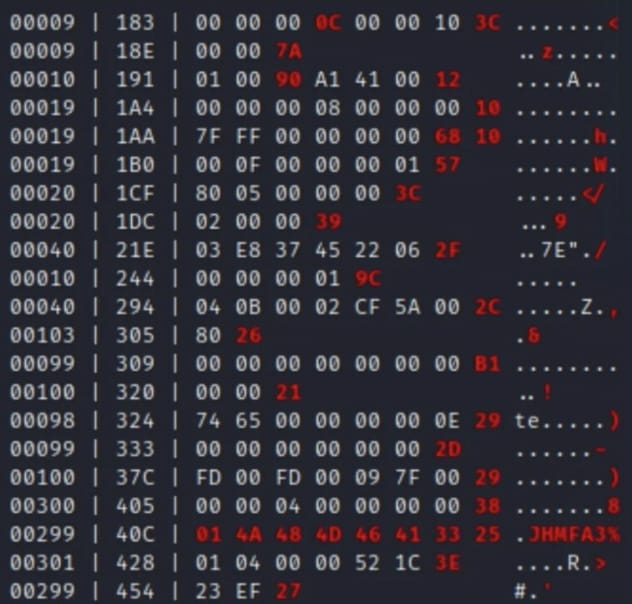 00009 | 183 | 00 00 00 0C 00 00 10 3C .......<
00009 | 18E | 00 00 7A ..z.....
00010 | 191 | 01 00 90 A1 41 00 12 ....A..
00019 | 1A4 | 00 00 00 08 00 00 00 10 ........
00019 | 1AA | 7F FF 00 00 00 00 68 10 ......h.
00019 | 1B0 | 00 0F 00 00 00 01 57 ......W.
00020 | 1CF | 80 05 00 00 00 3C .....</
00020 | 1DC | 02 00 00 39 ...9
00040 | 21E | 03 E8 37 45 22 06 2F ..7E"./
00010 | 244 | 00 00 00 01 9C .....
00040 | 294 | 04 0B 00 02 CF 5A 00 2C .....Z.,
00103 | 305 | 80 26 .&
00099 | 309 | 00 00 00 00 00 00 00 B1 ........
00100 | 320 | 00 00 21 ..!
00098 | 324 | 74 65 00 00 00 00 0E 29 te.....)
00099 | 333 | 00 00 00 00 00 00 2D ......-
00100 | 37C | FD 00 FD 00 09 7F 00 29 .......)
00300 | 405 | 00 00 04 00 00 00 00 38 .......8
00299 | 40C | 01 4A 48 4D 46 41 33 25 .JHMFA3%
00301 | 428 | 01 04 00 00 52 1C 3E ....R.>
00299 | 454 | 23 EF 27 #.'